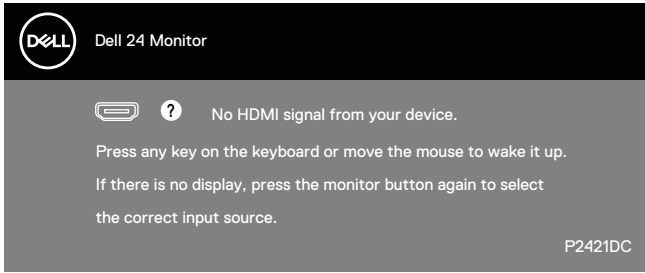 DELL
Dell 24 Monitor
? No HDMI signal from your device.
Press any key on the keyboard or move the mouse to wake it up.
If there is no display, press the monitor button again to select
the correct input source.
P2421DC